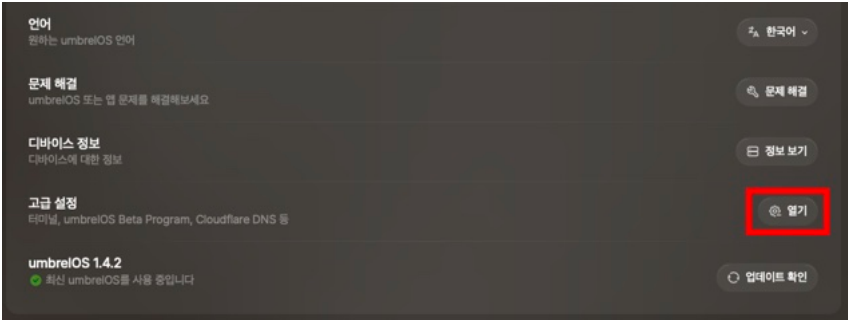 언어
원하는 umbrelOS 언어
한국어
문제 해결
umbrelOS 또는 앱 문제를 해결해보세요
문제 해결
디바이스 정보
디바이스에 대한 정보
정보 보기
고급 설정
터미널, umbrelOS Beta Program, Cloudflare DNS 등
열기
umbrelOS 1.4.2
최신 umbrelOS를 사용 중입니다
업데이트 확인